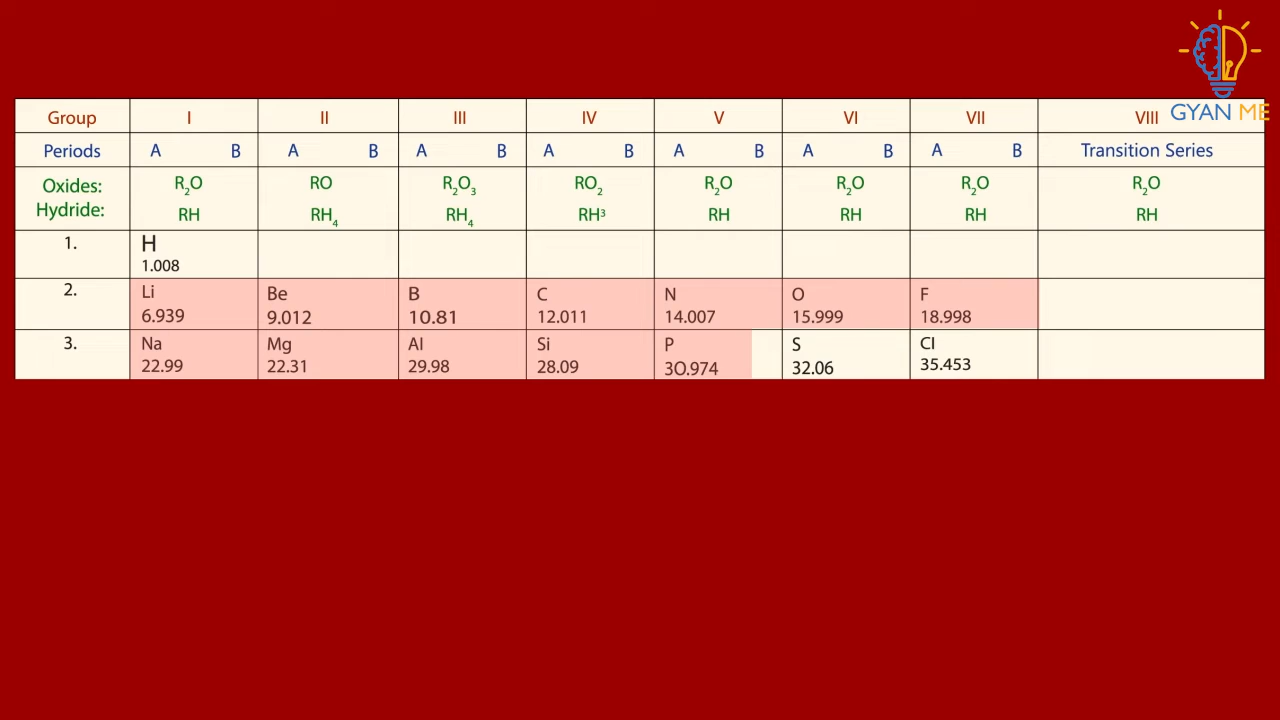 GYAN ME
Group I II III IV V VI VII VIII
Periods A B A B A B A B A B A B A B Transition Series
Oxides: R₂O RO R₂O₃ RO₂ R₂O R₂O R₂O R₂O
Hydride: RH RH₄ RH₄ RH³ RH RH RH RH
1. H
1.008
2. Li Be B C N O F
6.939 9.012 10.81 12.011 14.007 15.999 18.998
3. Na Mg Al Si P S Cl
22.99 22.31 29.98 28.09 30.974 32.06 35.453